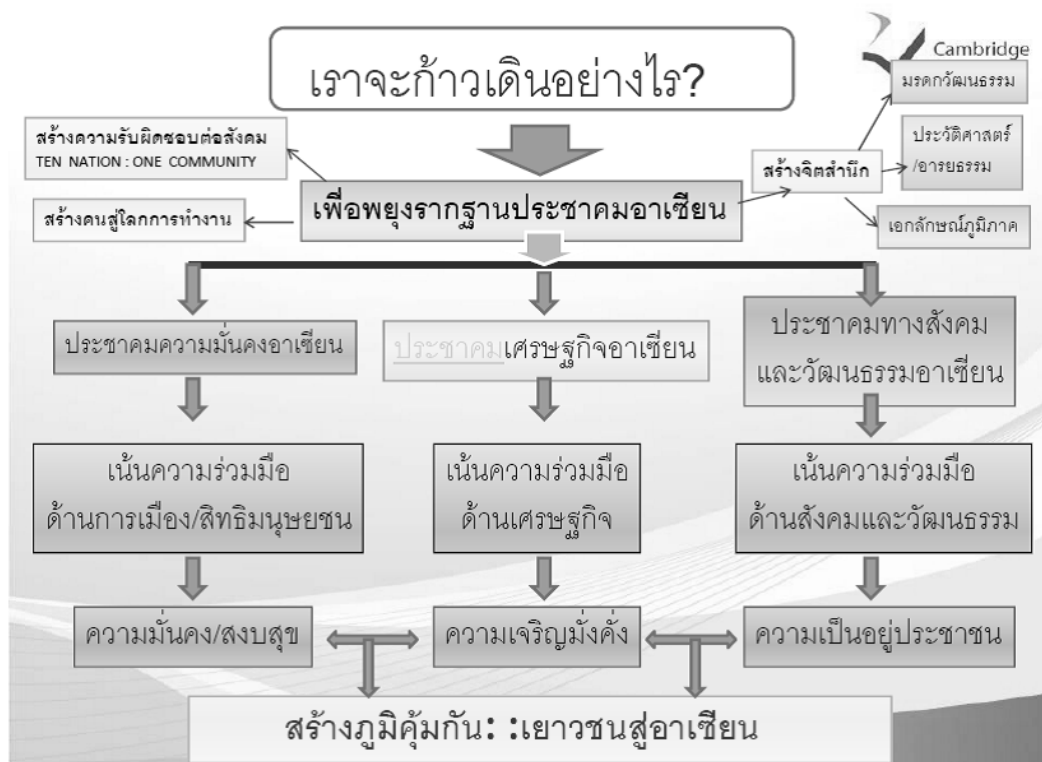 เราจะก้าวเดินอย่างไร?
Cambridge
มรดกวัฒนธรรม
สร้างความรับผิดชอบต่อสังคม
TEN NATION : ONE COMMUNITY
ประวัติศาสตร์
/อารยธรรม
สร้างจิตสำนึก
เพื่อพยุงรากฐานประชาคมอาเซียน
สร้างคนสู่โลกการทำงาน
เอกลักษณ์ภูมิภาค
ประชาคมความมั่นคงอาเซียน
ประชาคมเศรษฐกิจอาเซียน
ประชาคมทางสังคม
และวัฒนธรรมอาเซียน
เน้นความร่วมมือ
ด้านการเมือง/สิทธิมนุษยชน
เน้นความร่วมมือ
ด้านเศรษฐกิจ
เน้นความร่วมมือ
ด้านสังคมและวัฒนธรรม
ความมั่นคง/สงบสุข
ความเจริญมั่งคั่ง
ความเป็นอยู่ประชาชน
สร้างภูมิคุ้มกัน: :เยาวชนสู่อาเซียน